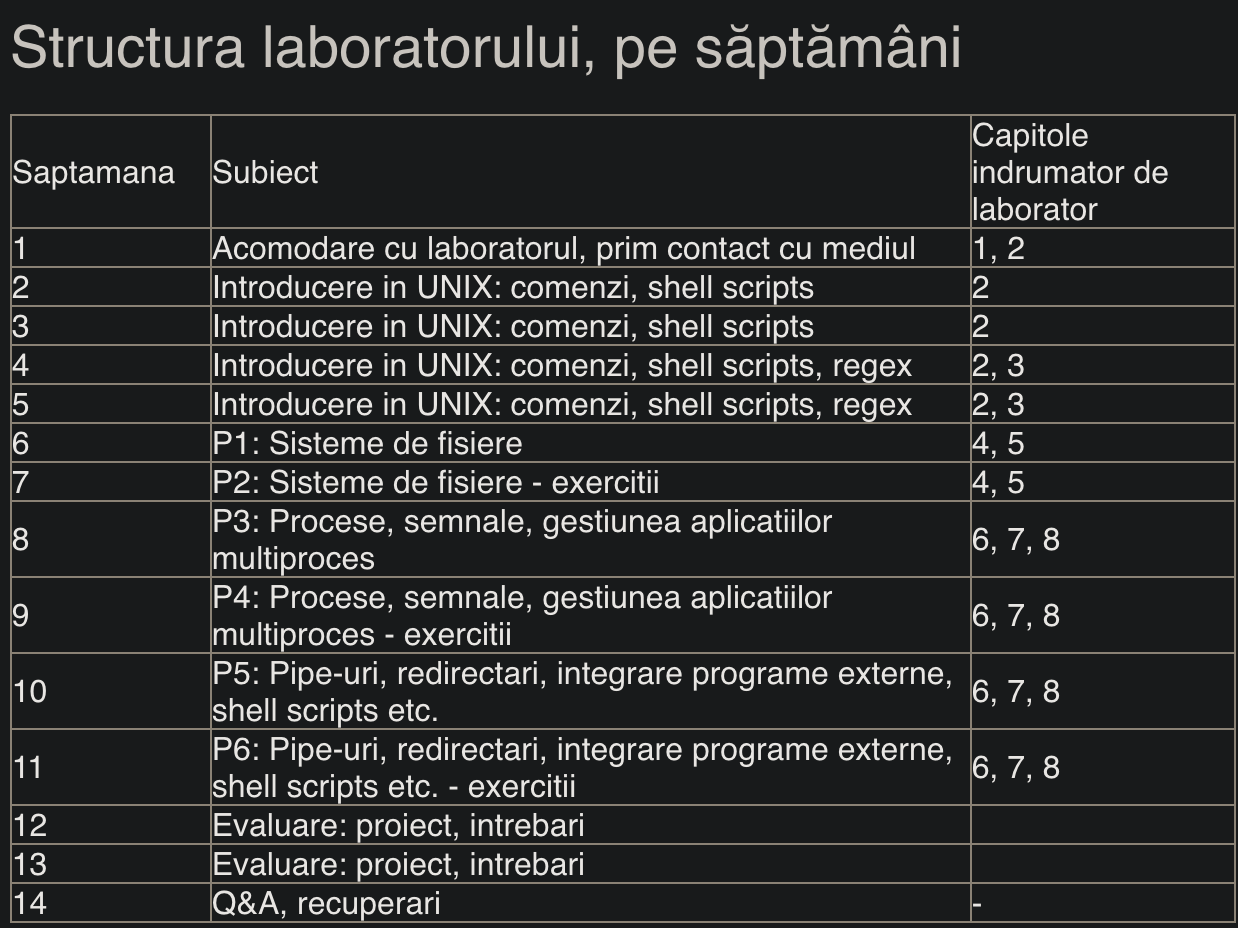 Structura laboratorului, pe săptămâni
Saptamana Subiect Capitole
indrumator de
laborator
1 Acomodare cu laboratorul, prim contact cu mediul 1, 2
2 Introducere in UNIX: comenzi, shell scripts 2
3 Introducere in UNIX: comenzi, shell scripts 2
4 Introducere in UNIX: comenzi, shell scripts, regex 2, 3
5 Introducere in UNIX: comenzi, shell scripts, regex 2, 3
6 P1: Sisteme de fisiere 4, 5
7 P2: Sisteme de fisiere - exercitii 4, 5
8 P3: Procese, semnale, gestiunea aplicatiilor
multiproces 6, 7, 8
9 P4: Procese, semnale, gestiunea aplicatiilor
multiproces - exercitii 6, 7, 8
10 P5: Pipe-uri, redirectari, integrare programe externe,
shell scripts etc. 6, 7, 8
11 P6: Pipe-uri, redirectari, integrare programe externe,
shell scripts etc. - exercitii 6, 7, 8
12 Evaluare: proiect, intrebari
13 Evaluare: proiect, intrebari
14 Q&A, recuperari -